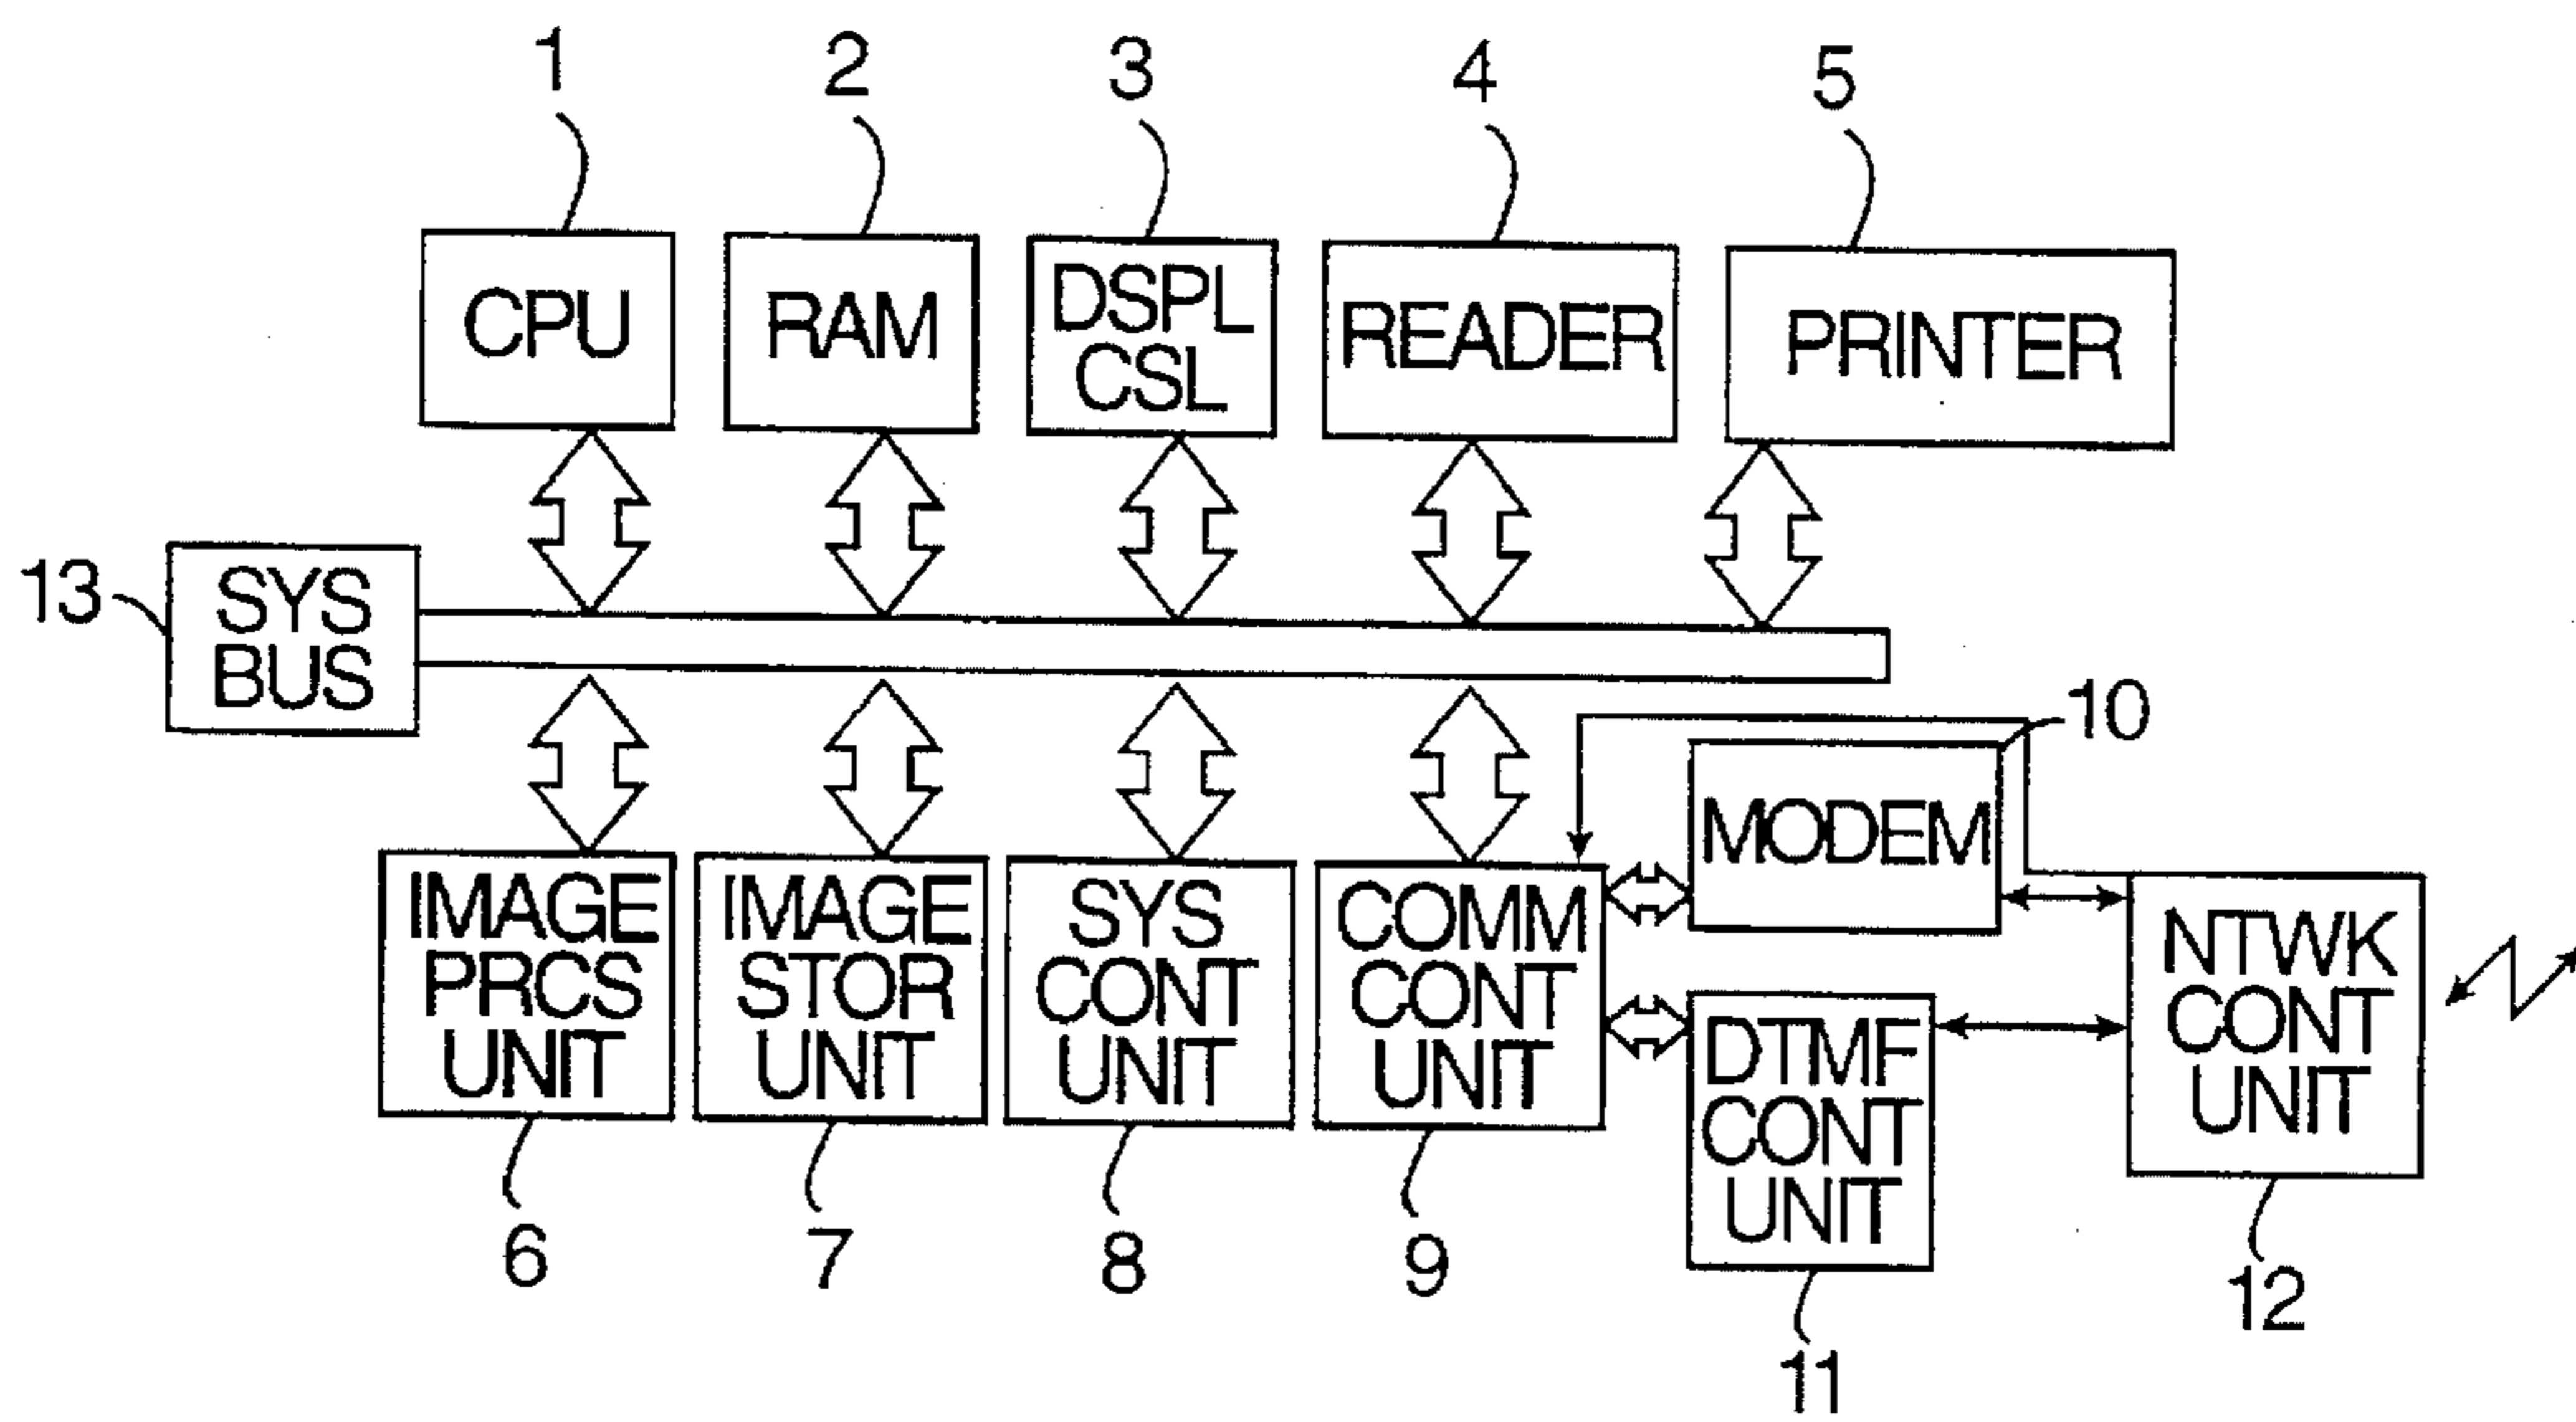 1
2
3
4
5
CPU
RAM
DSPL
CSL
READER
PRINTER
13
SYS
BUS
10
MODEM
IMAGE
PRCS
UNIT
IMAGE
STOR
UNIT
SYS
CONT
UNIT
COMM
CONT
UNIT
DTMF
CONT
UNIT
NTWK
CONT
UNIT
6
7
8
9
11
12